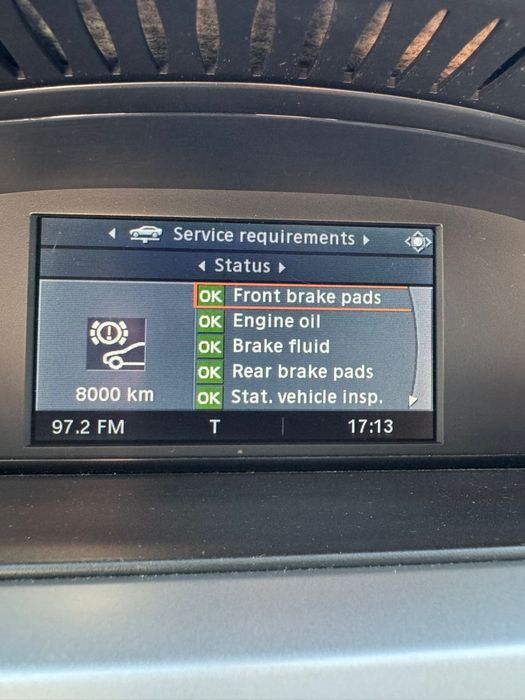 Service requirements
Status
OK Front brake pads
OK Engine oil
OK Brake fluid
OK Rear brake pads
OK Stat. vehicle insp.
8000 km
97.2 FM T 17:13